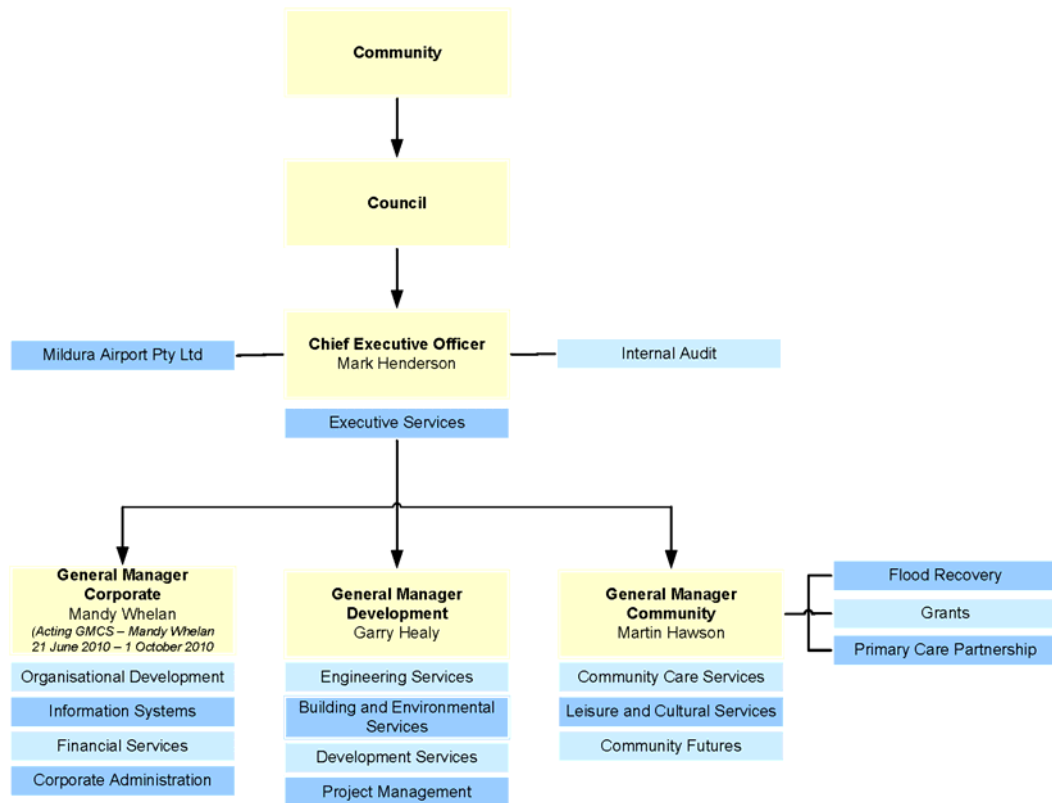 Community
Council
Chief Executive Officer
Mark Henderson
Mildura Airport Pty Ltd
Internal Audit
Executive Services
General Manager
Corporate
Mandy Whelan
(Acting GMCS – Mandy Whelan
21 June 2010 – 1 October 2010
Organisational Development
Information Systems
Financial Services
Corporate Administration
General Manager
Development
Garry Healy
Engineering Services
Building and Environmental
Services
Development Services
Project Management
General Manager
Community
Martin Hawson
Community Care Services
Leisure and Cultural Services
Community Futures
Flood Recovery
Grants
Primary Care Partnership